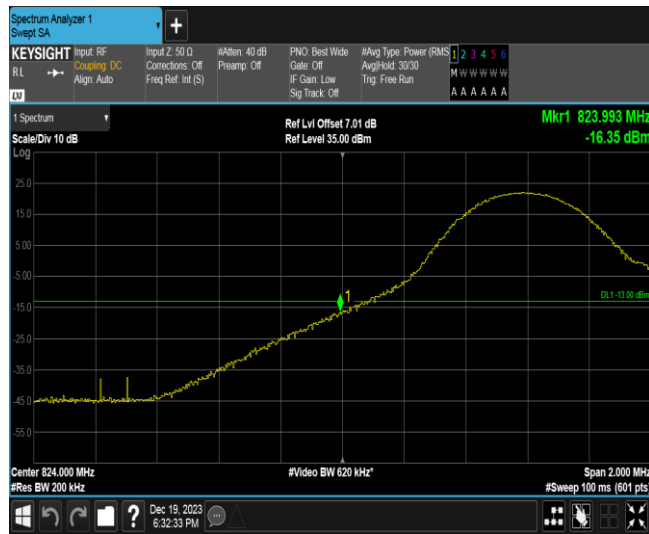 Spectrum Analyzer 1
Swept SA
+
KEYSIGHT
RL
LXI
Input: RF
Coupling: DC
Align: Auto
Input Z: 50 Ω
Corrections: Off
Freq Ref: Int (S)
#Atten: 40 dB
Preamp: Off
PNO: Best Wide
Gate: Off
IF Gain: Low
Sig Track: Off
#Avg Type: Power (RMS
Avg|Hold: 30/30
Trig: Free Run
1 2 3 4 5 6
M W W W W W
A A A A A A
1 Spectrum
Scale/Div 10 dB
Log
Ref Lvl Offset 7.01 dB
Ref Level 35.00 dBm
Mkr1 823.993 MHz
-16.35 dBm
25.0
15.0
5.00
-5.00
-15.0
-25.0
-35.0
-45.0
-55.0
1
DL1 -13.00 dBm
Center 824.000 MHz
#Res BW 200 kHz
#Video BW 620 kHz*
Span 2.000 MHz
#Sweep 100 ms (601 pts)
?
Dec 19, 2023
6:32:33 PM